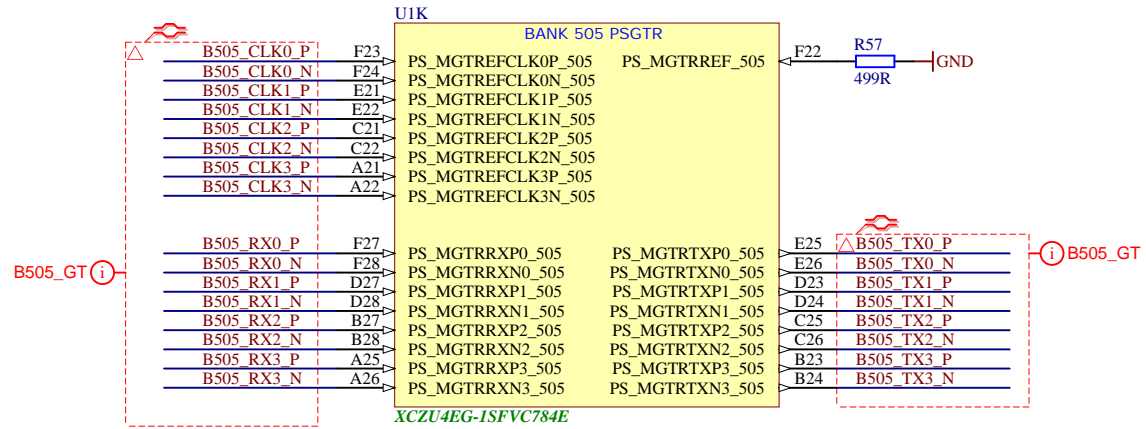 U1K
BANK 505 PSGTR
B505_CLK0_P F23 PS_MGTREFCLK0P_505 PS_MGTRREF_505 F22 R57 GND
499R
B505_CLK0_N F24 PS_MGTREFCLK0N_505
B505_CLK1_P E21 PS_MGTREFCLK1P_505
B505_CLK1_N E22 PS_MGTREFCLK1N_505
B505_CLK2_P C21 PS_MGTREFCLK2P_505
B505_CLK2_N C22 PS_MGTREFCLK2N_505
B505_CLK3_P A21 PS_MGTREFCLK3P_505
B505_CLK3_N A22 PS_MGTREFCLK3N_505
B505_RX0_P F27 PS_MGTRRXP0_505 PS_MGTRTXP0_505 E25 B505_TX0_P
B505_GT i B505_RX0_N F28 PS_MGTRRXN0_505 PS_MGTRTXN0_505 E26 B505_TX0_N i B505_GT
B505_RX1_P D27 PS_MGTRRXP1_505 PS_MGTRTXP1_505 D23 B505_TX1_P
B505_RX1_N D28 PS_MGTRRXN1_505 PS_MGTRTXN1_505 D24 B505_TX1_N
B505_RX2_P B27 PS_MGTRRXP2_505 PS_MGTRTXP2_505 C25 B505_TX2_P
B505_RX2_N B28 PS_MGTRRXN2_505 PS_MGTRTXN2_505 C26 B505_TX2_N
B505_RX3_P A25 PS_MGTRRXP3_505 PS_MGTRTXP3_505 B23 B505_TX3_P
B505_RX3_N A26 PS_MGTRRXN3_505 PS_MGTRTXN3_505 B24 B505_TX3_N
XCZU4EG-1SFVC784E